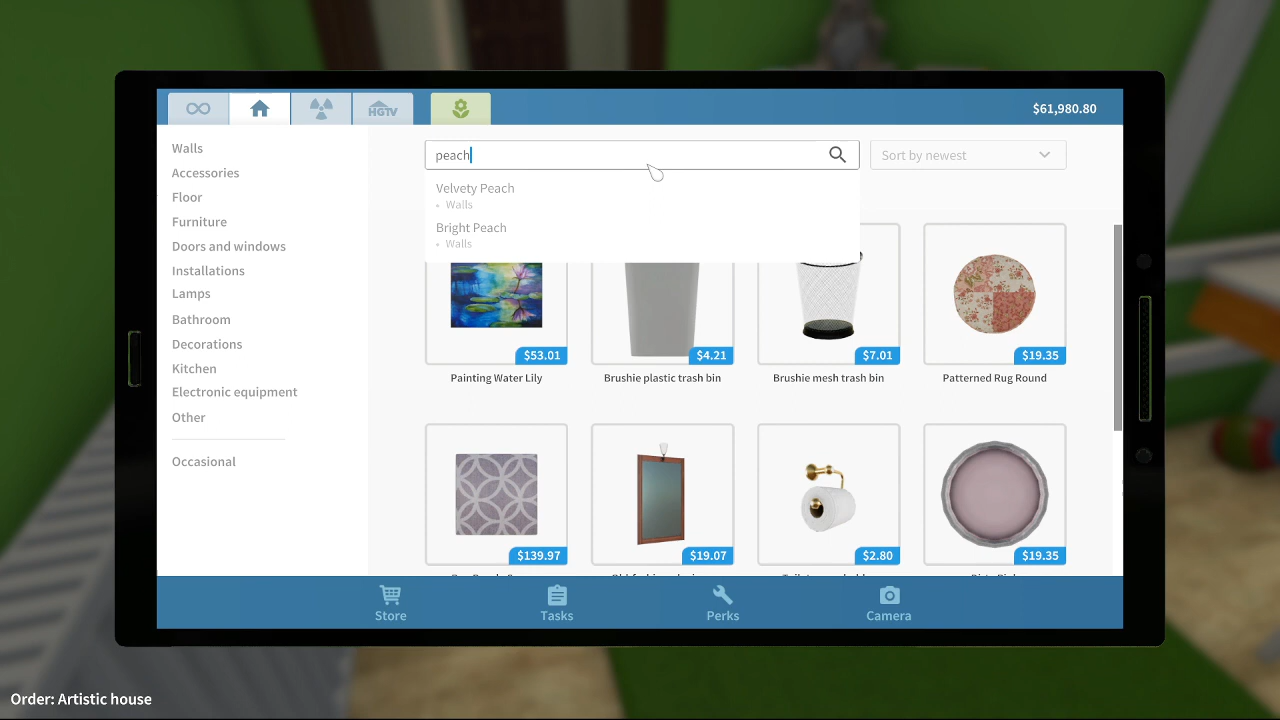 HGTV
$61,980.80
Walls
Accessories
Floor
Furniture
Doors and windows
Installations
Lamps
Bathroom
Decorations
Kitchen
Electronic equipment
Other
Occasional
peach
Sort by newest
Velvety Peach
• Walls
Bright Peach
• Walls
$53.01
$4.21
$7.01
$19.35
Painting Water Lily
Brushie plastic trash bin
Brushie mesh trash bin
Patterned Rug Round
$139.97
$19.07
$2.80
$19.35
Store
Tasks
Perks
Camera
Order: Artistic house